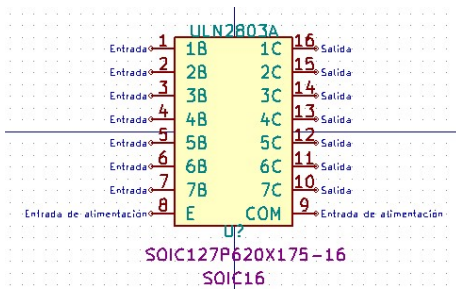 ULN2803A
Entrada 1 1B 1C 16 Salida
Entrada 2 2B 2C 15 Salida
Entrada 3 3B 3C 14 Salida
Entrada 4 4B 4C 13 Salida
Entrada 5 5B 5C 12 Salida
Entrada 6 6B 6C 11 Salida
Entrada 7 7B 7C 10 Salida
Entrada de alimentación 8 E COM 9 Entrada de alimentación
U?
SOIC127P620X175-16
SOIC16